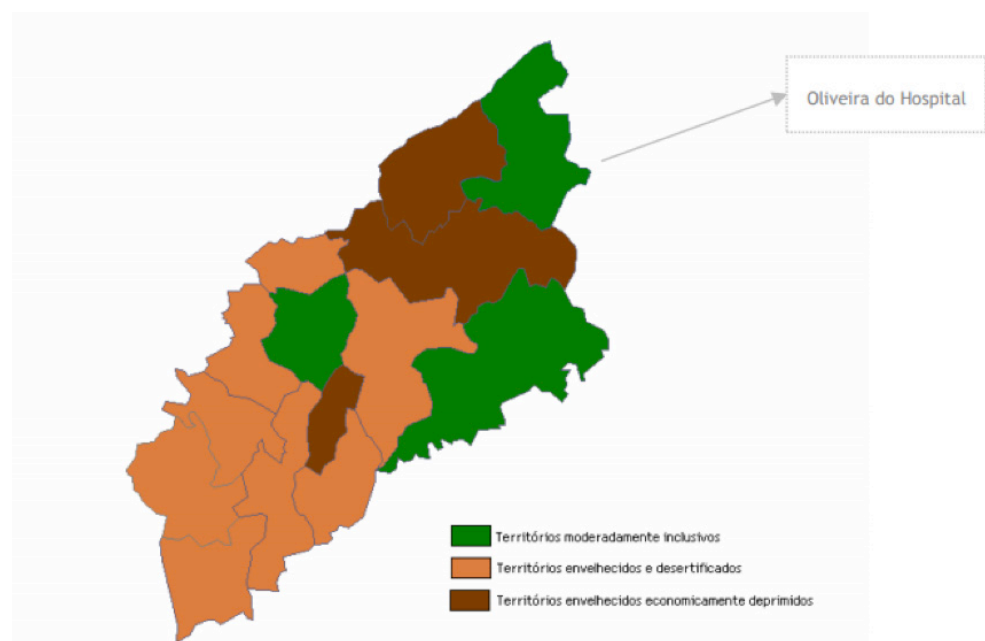 Oliveira do Hospital
Territórios moderadamente inclusivos
Territórios envelhecidos e desertificados
Territórios envelhecidos economicamente deprimidos